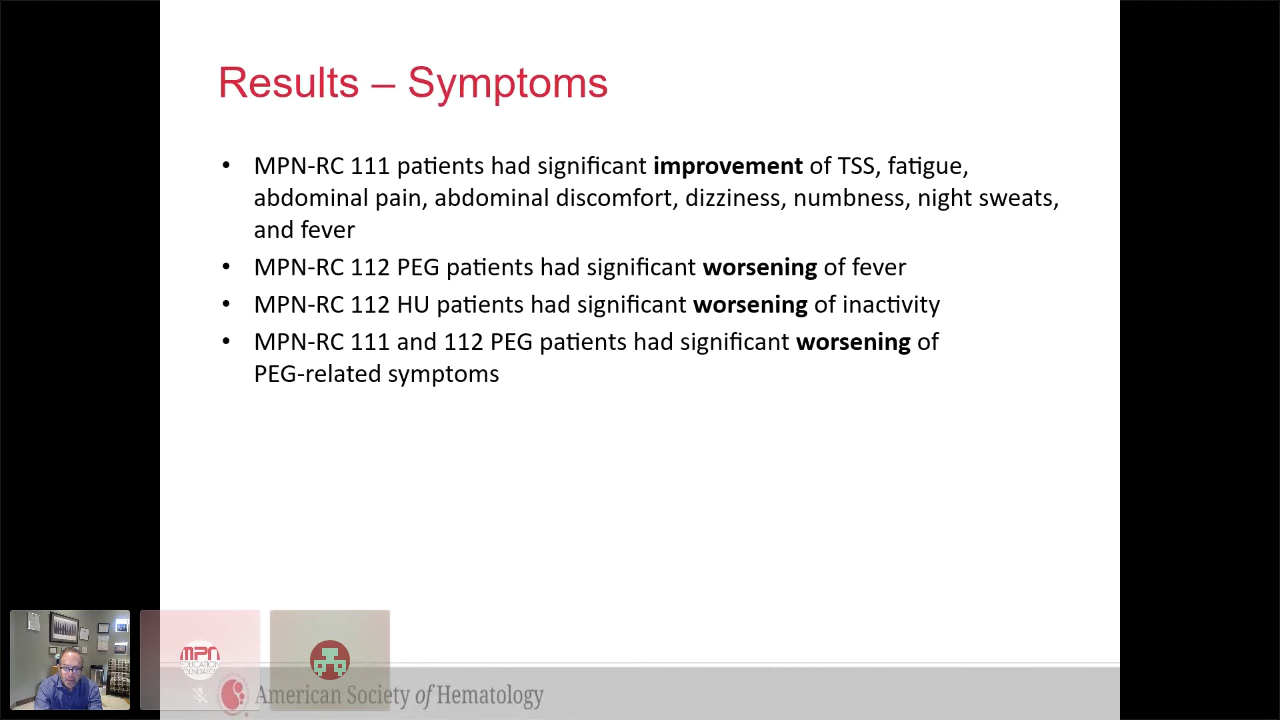 Results – Symptoms
• MPN-RC 111 patients had significant improvement of TSS, fatigue,
abdominal pain, abdominal discomfort, dizziness, numbness, night sweats,
and fever
• MPN-RC 112 PEG patients had significant worsening of fever
• MPN-RC 112 HU patients had significant worsening of inactivity
• MPN-RC 111 and 112 PEG patients had significant worsening of
PEG-related symptoms
MPN
EDUCATION
FOUNDATION
American Society of Hematology